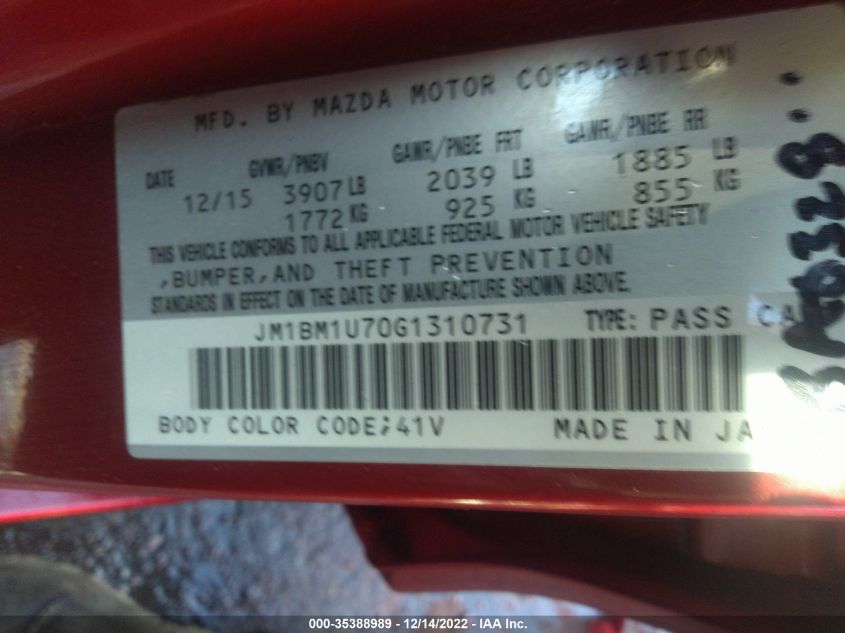 MFD. BY MAZDA MOTOR CORPORATION
DATE GVWR/PNBV GAWR/PNBE FRT GAWR/PNBE RR
12/15 3907 LB 2039 LB 1885 LB
1772 KG 925 KG 855 KG
THIS VEHICLE CONFORMS TO ALL APPLICABLE FEDERAL MOTOR VEHICLE SAFETY
,BUMPER,AND THEFT PREVENTION
STANDARDS IN EFFECT ON THE DATE OF MANUFACTURE SHOWN ABOVE.
JM1BM1U70G1310731 TYPE: PASS CA
BODY COLOR CODE:41V MADE IN JA
000-35388989 - 12/14/2022 - IAA Inc.